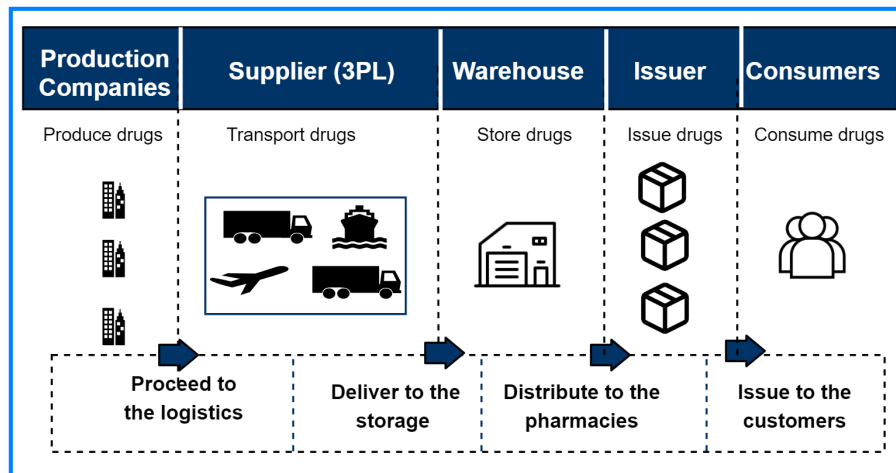 Production
Companies
Supplier (3PL)
Warehouse
Issuer
Consumers
Produce drugs
Transport drugs
Store drugs
Issue drugs
Consume drugs
Proceed to
the logistics
Deliver to the
storage
Distribute to the
pharmacies
Issue to the
customers